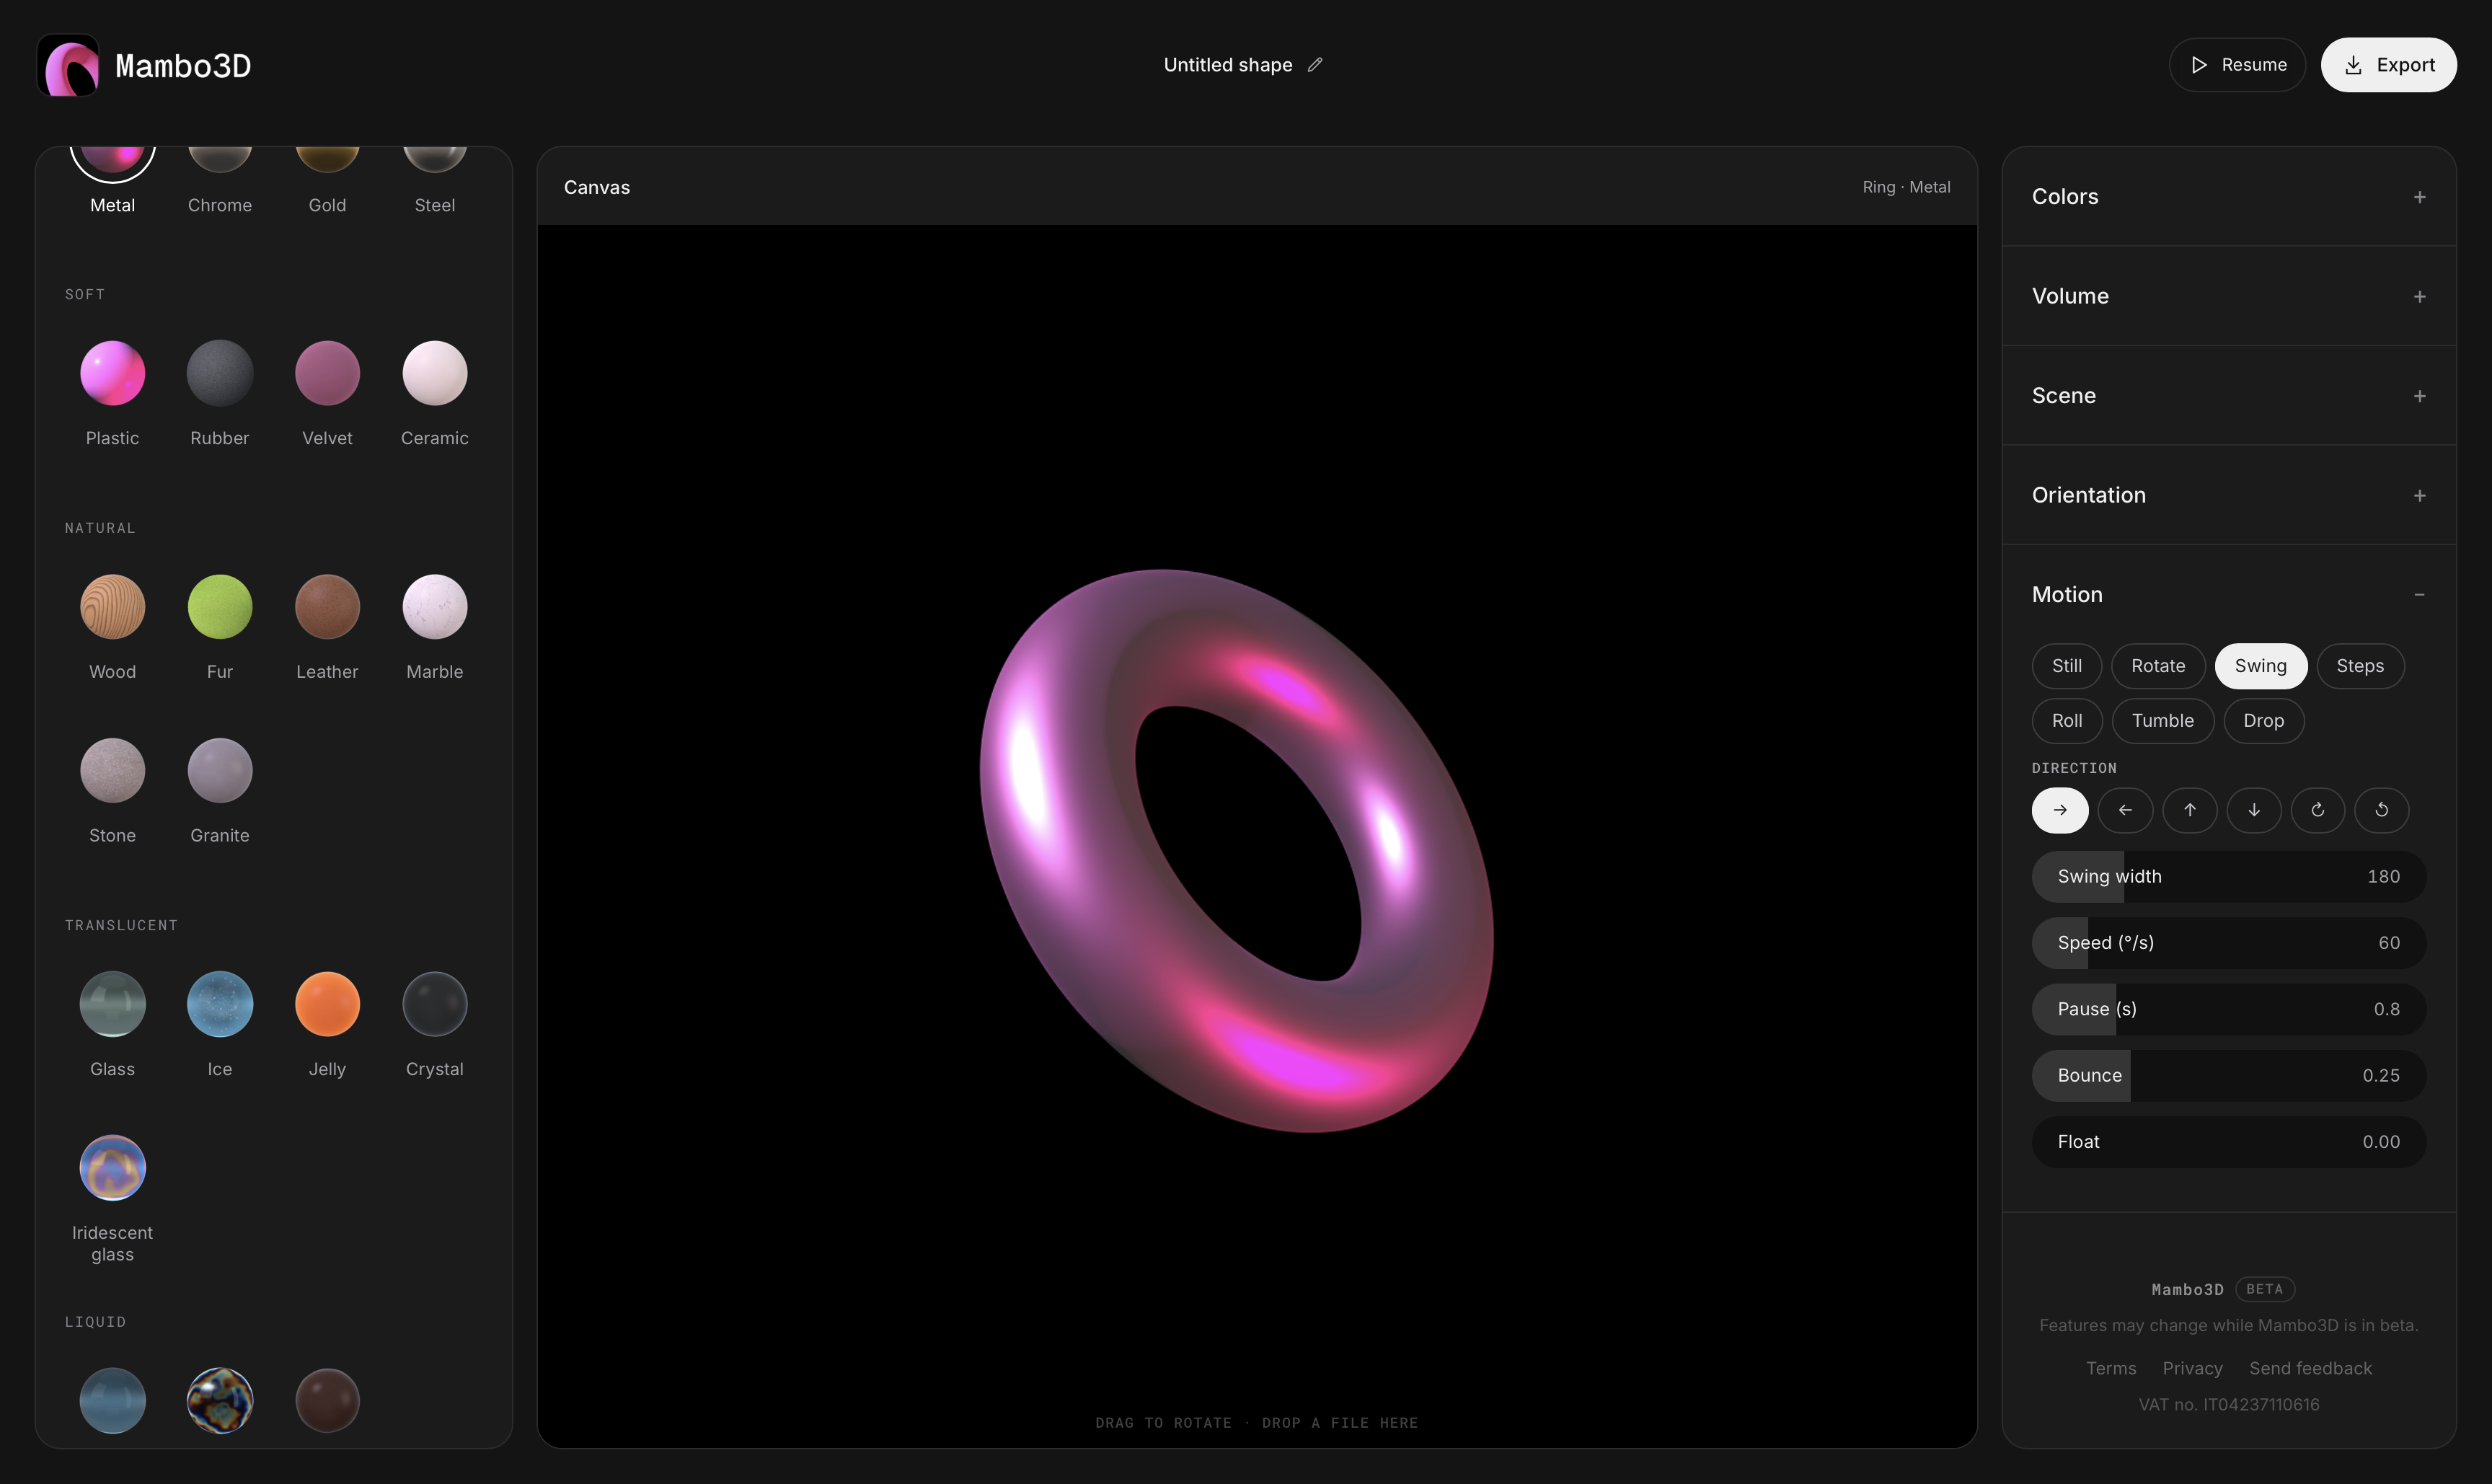 Mambo3D
Untitled shape
Resume
Export
Metal
Chrome
Gold
Steel
SOFT
Plastic
Rubber
Velvet
Ceramic
NATURAL
Wood
Fur
Leather
Marble
Stone
Granite
TRANSLUCENT
Glass
Ice
Jelly
Crystal
Iridescent
glass
LIQUID
Canvas
Ring · Metal
DRAG TO ROTATE · DROP A FILE HERE
Colors +
Volume +
Scene +
Orientation +
Motion −
Still
Rotate
Swing
Steps
Roll
Tumble
Drop
DIRECTION
→ ← ↑ ↓ ↻ ↺
Swing width 180
Speed (°/s) 60
Pause (s) 0.8
Bounce 0.25
Float 0.00
Mambo3D BETA
Features may change while Mambo3D is in beta.
Terms Privacy Send feedback
VAT no. IT04237110616